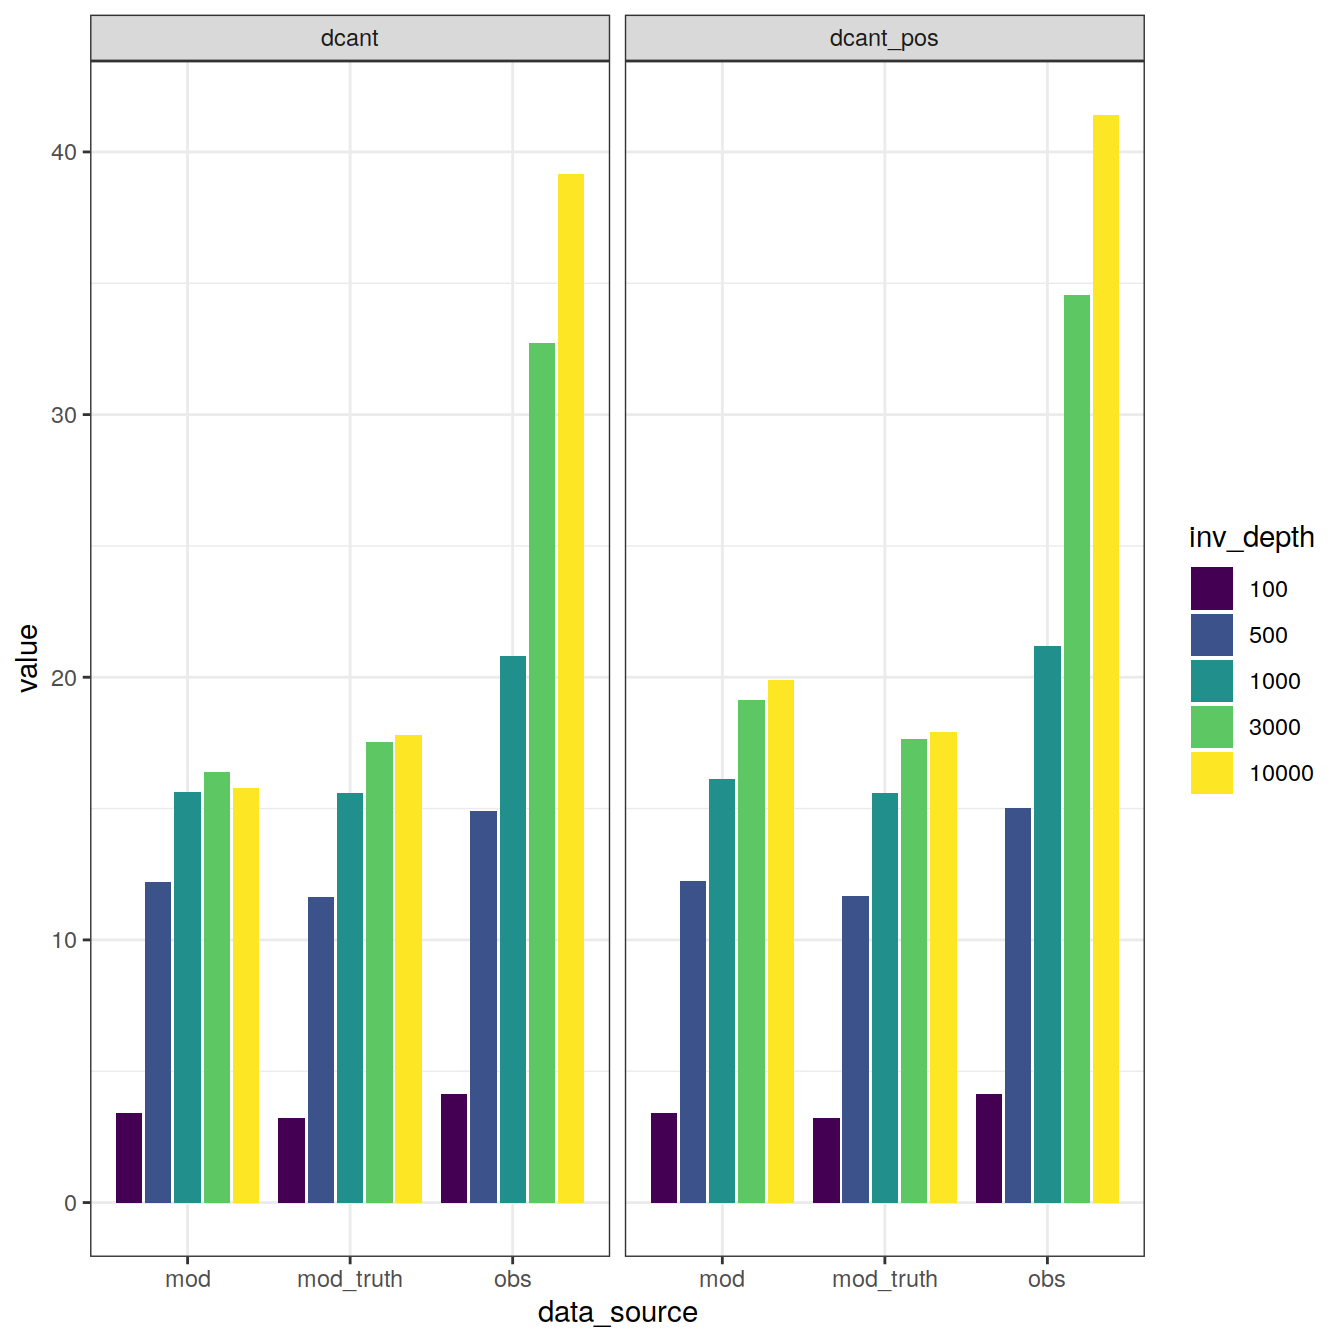 dcant
dcant_pos
40
30
20
10
0
value
mod
mod_truth
obs
mod
mod_truth
obs
data_source
inv_depth
100
500
1000
3000
10000